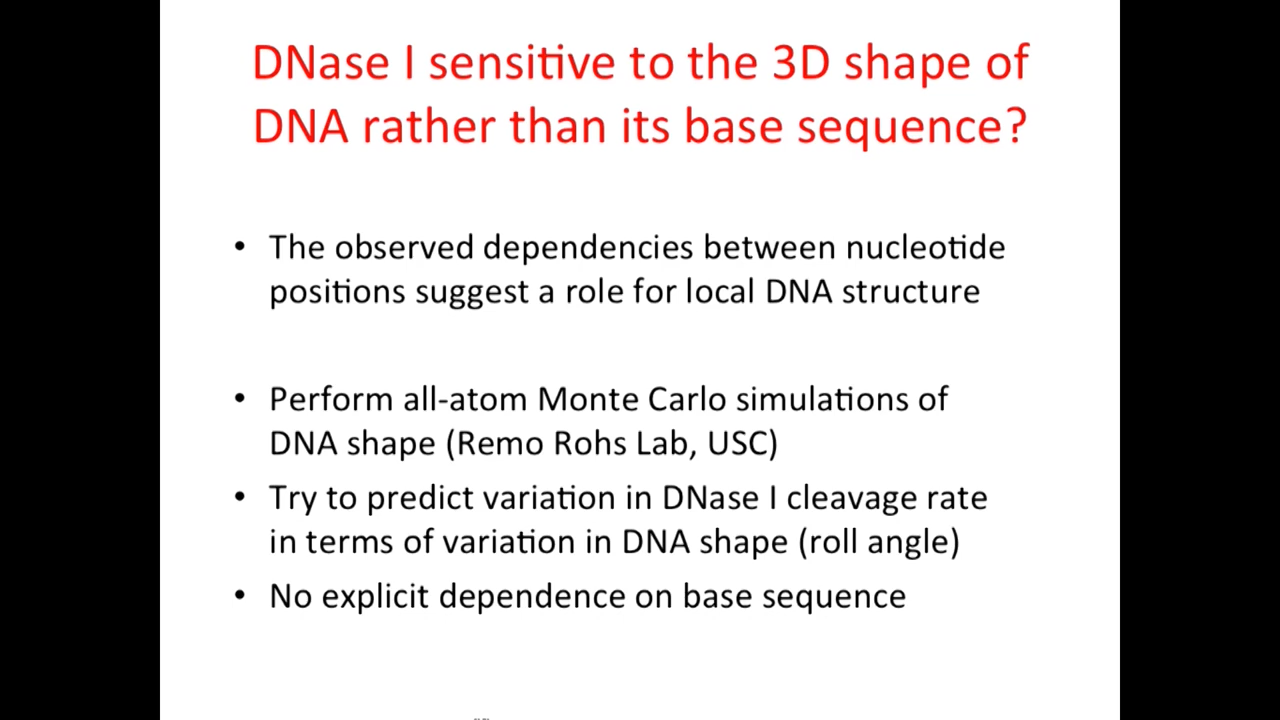 DNase I sensitive to the 3D shape of
DNA rather than its base sequence?
• The observed dependencies between nucleotide
positions suggest a role for local DNA structure
• Perform all-atom Monte Carlo simulations of
DNA shape (Remo Rohs Lab, USC)
• Try to predict variation in DNase I cleavage rate
in terms of variation in DNA shape (roll angle)
• No explicit dependence on base sequence